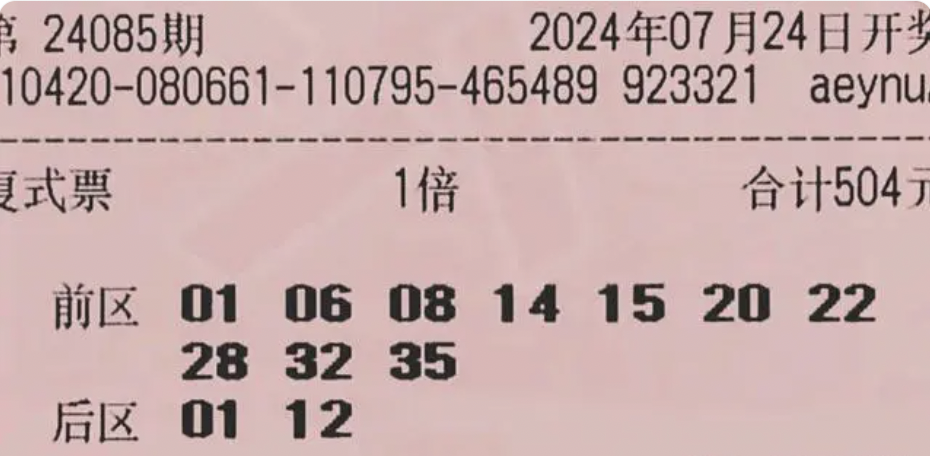 第 24085期 2024年07月24日开奖
10420-080661-110795-465489 923321 aeynu
复式票 1倍 合计504元
前区 01 06 08 14 15 20 22
28 32 35
后区 01 12